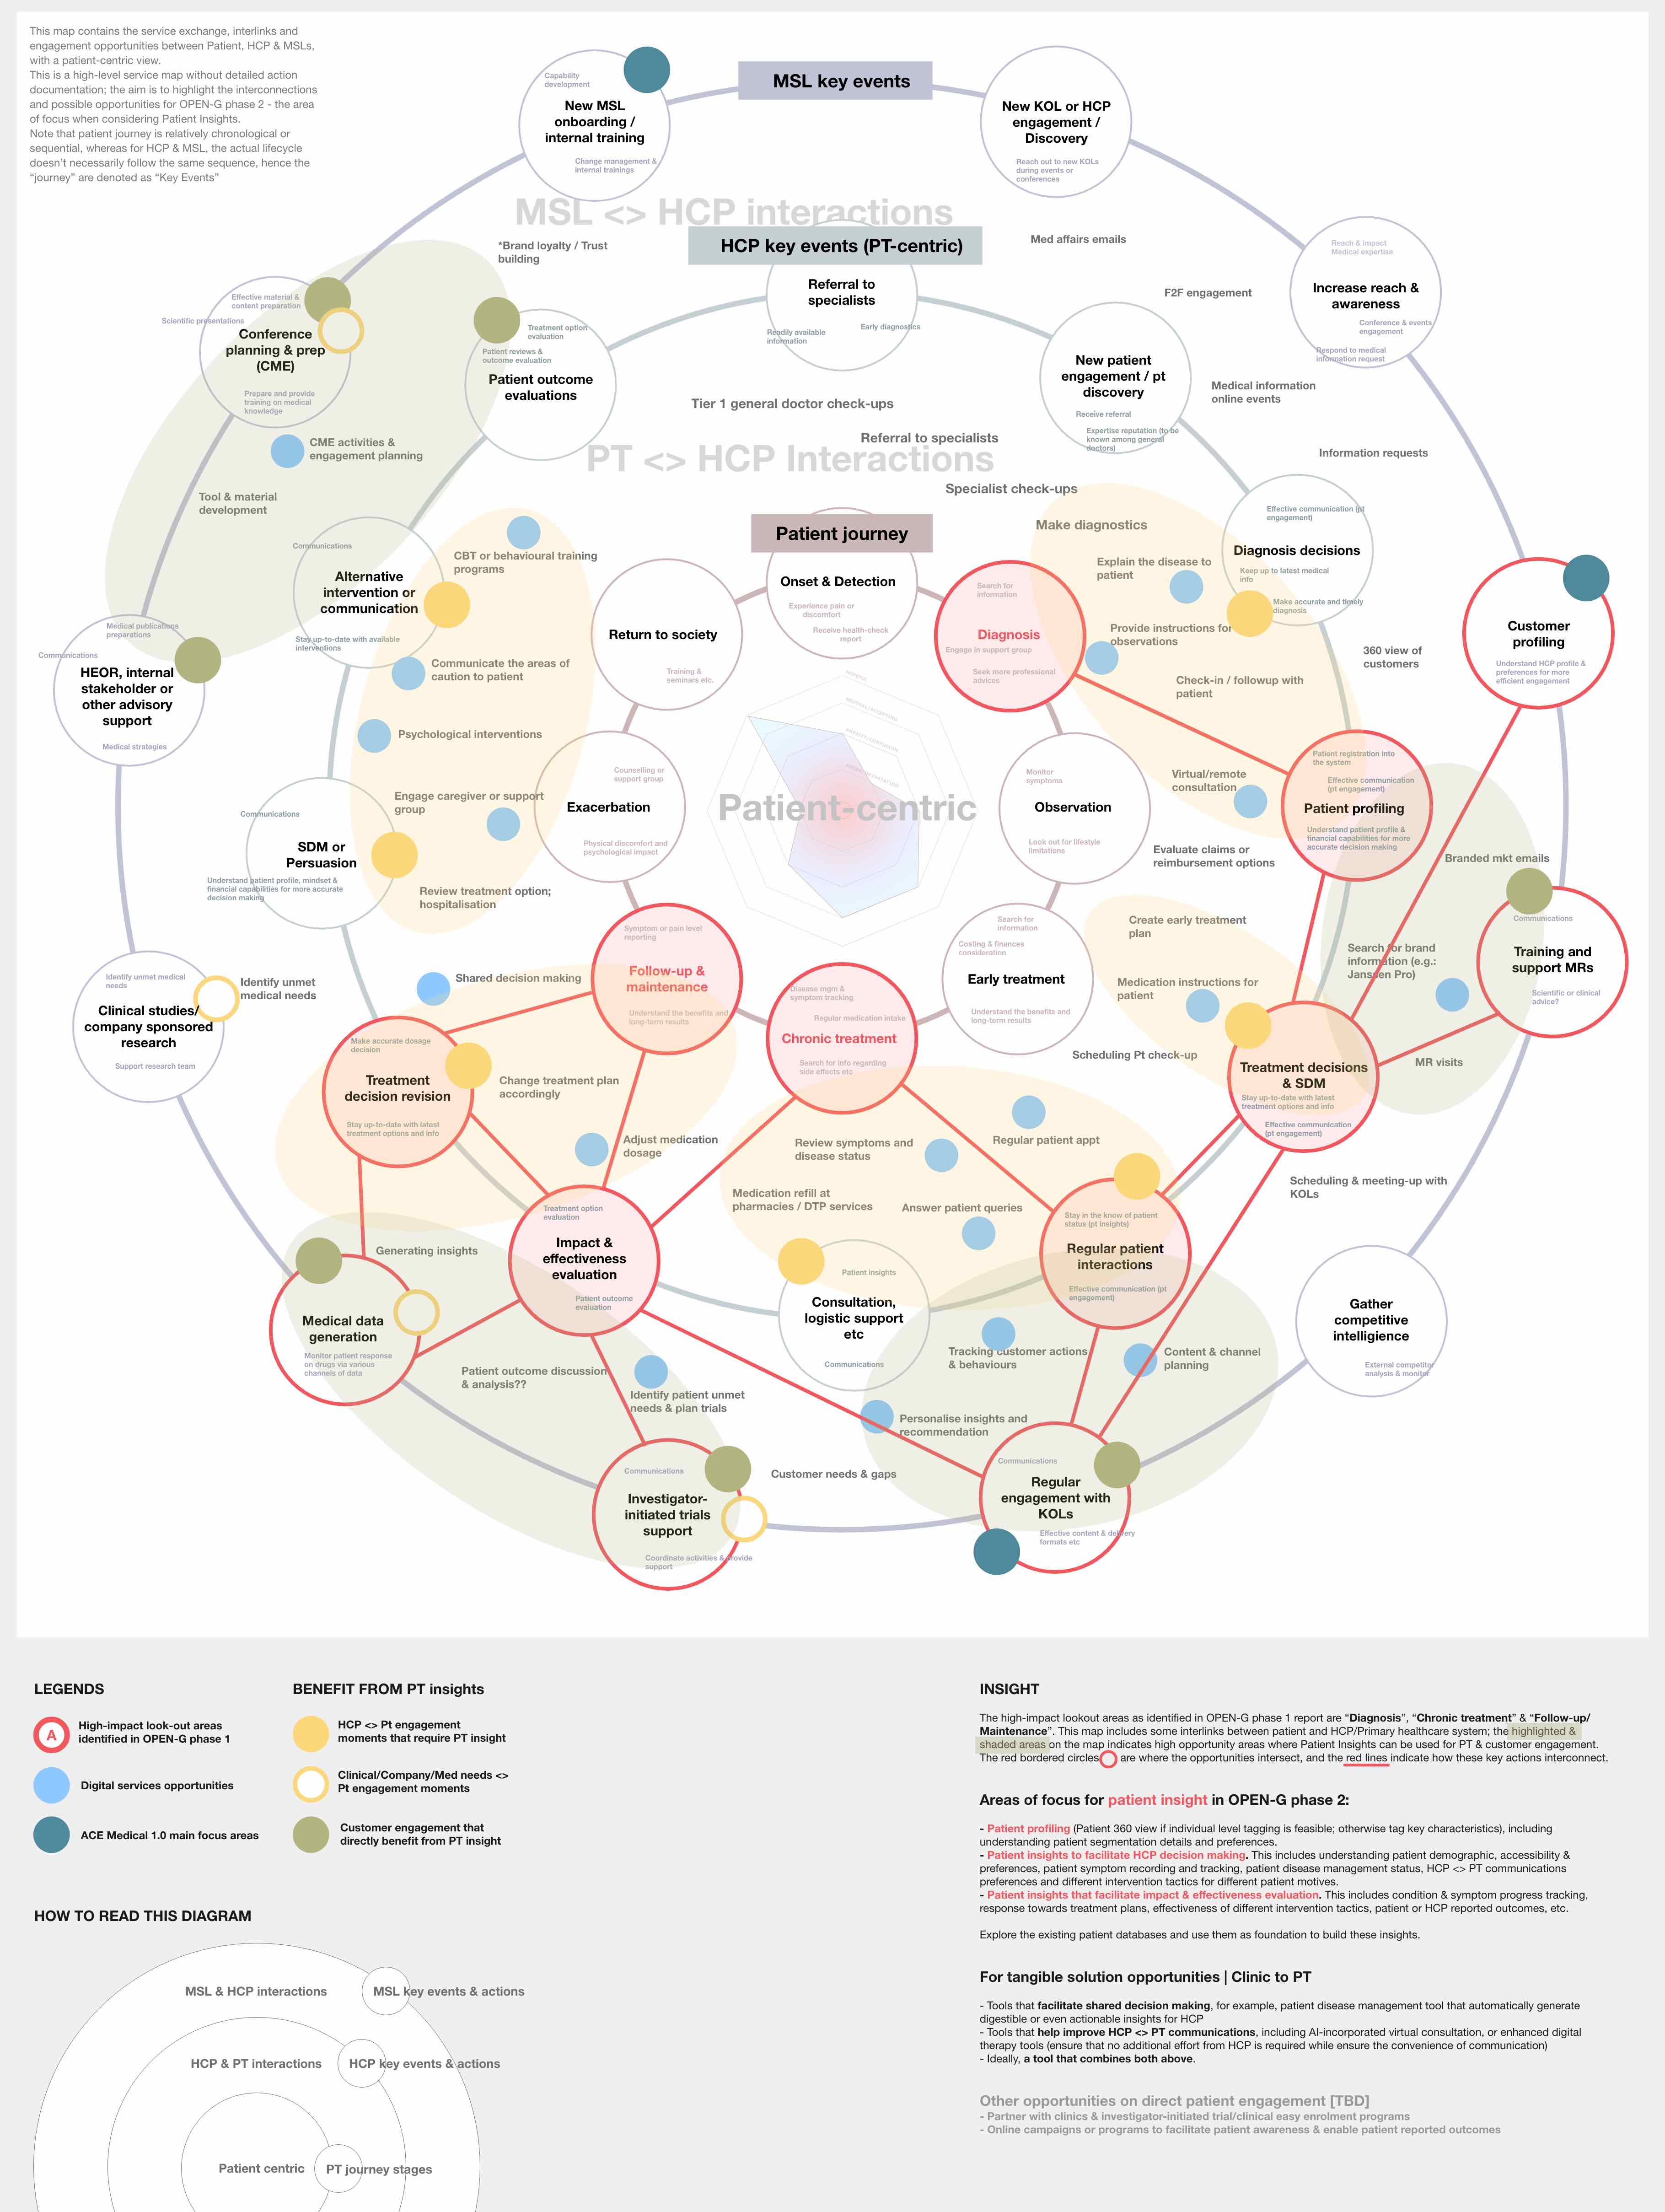 This map contains the service exchange, interlinks and
engagement opportunities between Patient, HCP & MSLs,
with a patient-centric view.
This is a high-level service map without detailed action
documentation; the aim is to highlight the interconnections
and possible opportunities for OPEN-G phase 2 - the area
of focus when considering Patient Insights.
Note that patient journey is relatively chronological or
sequential, whereas for HCP & MSL, the actual lifecycle
doesn't necessarily follow the same sequence, hence the
"journey" are denoted as "Key Events"
MSL key events
Capability
development
New MSL
onboarding /
internal training
Change management &
internal trainings
New KOL or HCP
engagement /
Discovery
Reach out to new KOLs
during events or
conferences
MSL <> HCP interactions
*Brand loyalty / Trust
building
HCP key events (PT-centric)
Med affairs emails
Reach & impact
Medical expertise
Increase reach &
awareness
Conference & events
engagement
Respond to medical
information request
F2F engagement
Effective material &
content preparation
Scientific presentations
Conference
planning & prep
(CME)
Prepare and provide
training on medical
knowledge
Treatment option
evaluation
Patient reviews &
outcome evaluation
Patient outcome
evaluations
Referral to
specialists
Readily available
information
Early diagnostics
New patient
engagement / pt
discovery
Receive referral
Expertise reputation (to be
known among general
doctors)
Medical information
online events
Tier 1 general doctor check-ups
Referral to specialists
PT <> HCP Interactions
Specialist check-ups
CME activities &
engagement planning
Tool & material
development
Information requests
Patient journey
Make diagnostics
Effective communication (pt
engagement)
Diagnosis decisions
Keep up to latest medical
info
Make accurate and timely
diagnosis
Communications
Alternative
intervention or
communication
Stay up-to-date with available
interventions
CBT or behavioural training
programs
Onset & Detection
Experience pain or
discomfort
Receive health-check
report
Return to society
Training &
seminars etc.
Search for
information
Diagnosis
Engage in support group
Seek more professional
advices
Explain the disease to
patient
Provide instructions for
observations
Check-in / followup with
patient
360 view of
customers
Customer
profiling
Understand HCP profile &
preferences for more
efficient engagement
Medical publications
preparations
Communications
HEOR, internal
stakeholder or
other advisory
support
Medical strategies
Communicate the areas of
caution to patient
Psychological interventions
Engage caregiver or support
group
Counselling or
support group
Exacerbation
Physical discomfort and
psychological impact
Patient-centric
Monitor
symptoms
Observation
Look out for lifestyle
limitations
Virtual/remote
consultation
Patient registration into
the system
Effective communication
(pt engagement)
Patient profiling
Understand patient profile &
financial capabilities for more
accurate decision making
Evaluate claims or
reimbursement options
Branded mkt emails
Communications
SDM or
Persuasion
Understand patient profile, mindset &
financial capabilities for more accurate
decision making
Review treatment option;
hospitalisation
Create early treatment
plan
Search for brand
information (e.g.:
Janssen Pro)
Communications
Training and
support MRs
Scientific or clinical
advice?
Identify unmet medical
needs
Clinical studies/
company sponsored
research
Support research team
Identify unmet
medical needs
Shared decision making
Symptom or pain level
reporting
Follow-up &
maintenance
Understand the benefits and
long-term results
Disease mgm &
symptom tracking
Regular medication intake
Chronic treatment
Search for info regarding
side effects etc
Search for
information
Costing & finances
consideration
Early treatment
Understand the benefits and
long-term results
Medication instructions for
patient
Scheduling Pt check-up
Treatment decisions
& SDM
Stay up-to-date with latest
treatment options and info
Effective communication
(pt engagement)
MR visits
Make accurate dosage
decision
Treatment
decision revision
Stay up-to-date with latest
treatment options and info
Change treatment plan
accordingly
Adjust medication
dosage
Review symptoms and
disease status
Regular patient appt
Medication refill at
pharmacies / DTP services
Answer patient queries
Scheduling & meeting-up with
KOLs
Generating insights
Treatment option
evaluation
Impact &
effectiveness
evaluation
Patient outcome
evaluation
Patient insights
Consultation,
logistic support
etc
Communications
Stay in the know of patient
status (pt insights)
Regular patient
interactions
Effective communication (pt
engagement)
Medical data
generation
Monitor patient response
on drugs via various
channels of data
Gather
competitive
intelligience
External competitor
analysis & monitor
Patient outcome discussion
& analysis??
Identify patient unmet
needs & plan trials
Tracking customer actions
& behaviours
Content & channel
planning
Personalise insights and
recommendation
Customer needs & gaps
Communications
Investigator-
initiated trials
support
Coordinate activities & provide
support
Communications
Regular
engagement with
KOLs
Effective content & delivery
formats etc
LEGENDS
A
High-impact look-out areas
identified in OPEN-G phase 1
Digital services opportunities
ACE Medical 1.0 main focus areas
BENEFIT FROM PT insights
HCP <> Pt engagement
moments that require PT insight
Clinical/Company/Med needs <>
Pt engagement moments
Customer engagement that
directly benefit from PT insight
HOW TO READ THIS DIAGRAM
MSL & HCP interactions
MSL key events & actions
HCP & PT interactions
HCP key events & actions
Patient centric
PT journey stages
INSIGHT
The high-impact lookout areas as identified in OPEN-G phase 1 report are "Diagnosis", "Chronic treatment" & "Follow-up/
Maintenance". This map includes some interlinks between patient and HCP/Primary healthcare system; the highlighted &
shaded areas on the map indicates high opportunity areas where Patient Insights can be used for PT & customer engagement.
The red bordered circles are where the opportunities intersect, and the red lines indicate how these key actions interconnect.
Areas of focus for patient insight in OPEN-G phase 2:
- Patient profiling (Patient 360 view if individual level tagging is feasible; otherwise tag key characteristics), including
understanding patient segmentation details and preferences.
- Patient insights to facilitate HCP decision making. This includes understanding patient demographic, accessibility &
preferences, patient symptom recording and tracking, patient disease management status, HCP <> PT communications
preferences and different intervention tactics for different patient motives.
- Patient insights that facilitate impact & effectiveness evaluation. This includes condition & symptom progress tracking,
response towards treatment plans, effectiveness of different intervention tactics, patient or HCP reported outcomes, etc.
Explore the existing patient databases and use them as foundation to build these insights.
For tangible solution opportunities | Clinic to PT
- Tools that facilitate shared decision making, for example, patient disease management tool that automatically generate
digestible or even actionable insights for HCP
- Tools that help improve HCP <> PT communications, including AI-incorporated virtual consultation, or enhanced digital
therapy tools (ensure that no additional effort from HCP is required while ensure the convenience of communication)
- Ideally, a tool that combines both above.
Other opportunities on direct patient engagement [TBD]
- Partner with clinics & investigator-initiated trial/clinical easy enrolment programs
- Online campaigns or programs to facilitate patient awareness & enable patient reported outcomes